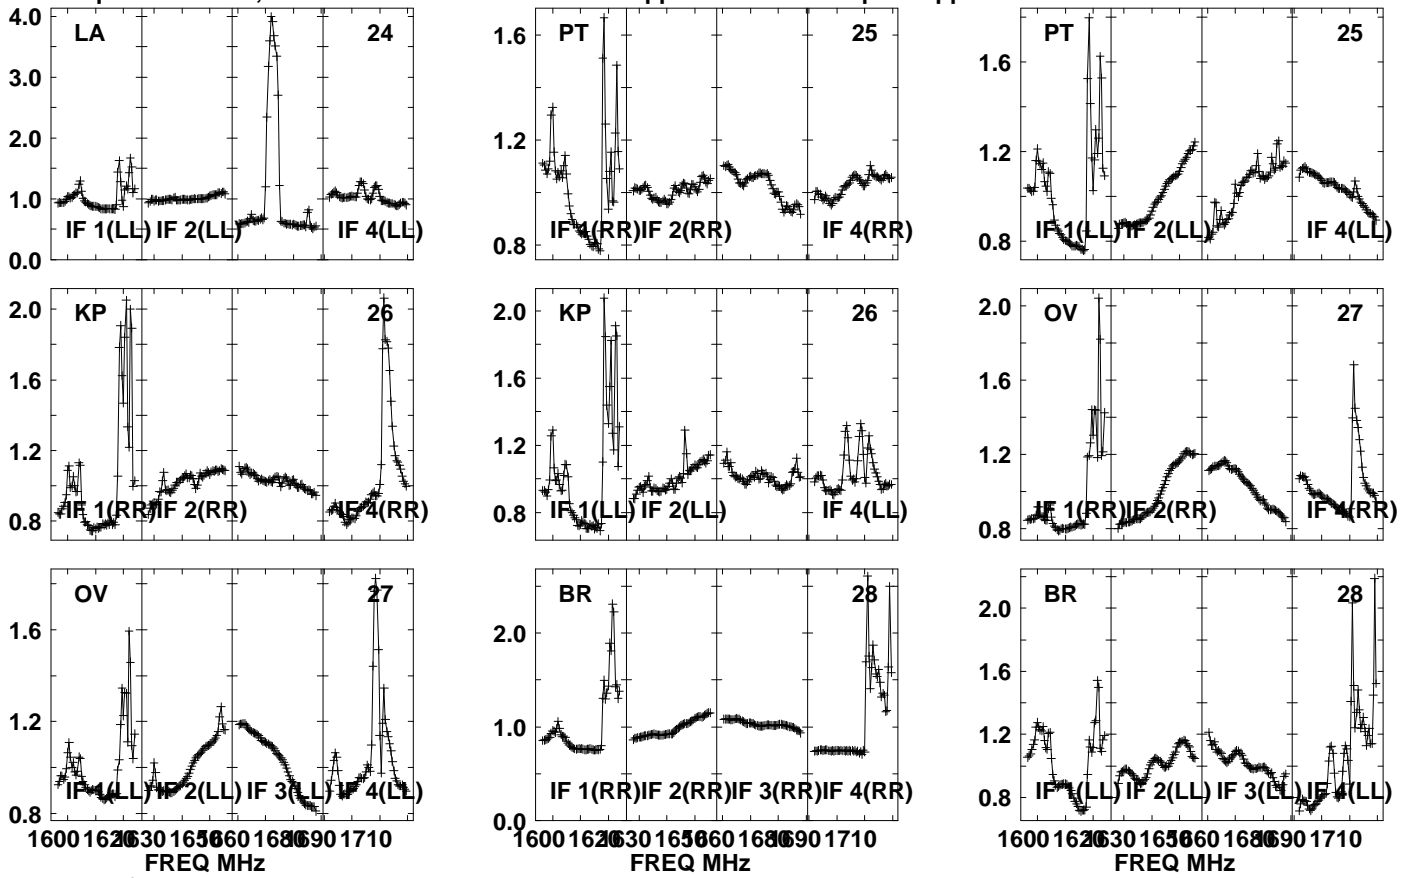 LA 24
4.0
3.0
2.0
1.0
0.0
IF 1(LL) IF 2(LL) IF 4(LL)
PT 25
1.6
1.2
0.8
IF 1(RR) IF 2(RR) IF 4(RR)
PT 25
1.6
1.2
0.8
IF 1(LL) IF 2(LL) IF 4(LL)
KP 26
2.0
1.6
1.2
0.8
IF 1(RR) IF 2(RR) IF 4(RR)
KP 26
2.0
1.6
1.2
0.8
IF 1(LL) IF 2(LL) IF 4(LL)
OV 27
2.0
1.6
1.2
0.8
IF 1(RR) IF 2(RR) IF 4(RR)
OV 27
1.6
1.2
0.8
IF 1(LL) IF 2(LL) IF 3(LL) IF 4(LL)
1600 1620 1630 1650 1660 1680 1690 1710
FREQ MHz
BR 28
2.0
1.0
0.0
IF 1(RR) IF 2(RR) IF 3(RR) IF 4(RR)
1600 1620 1630 1650 1660 1680 1690 1710
FREQ MHz
BR 28
2.0
1.6
1.2
0.8
IF 1(LL) IF 2(LL) IF 3(LL) IF 4(LL)
1600 1620 1630 1650 1660 1680 1690 1710
FREQ MHz